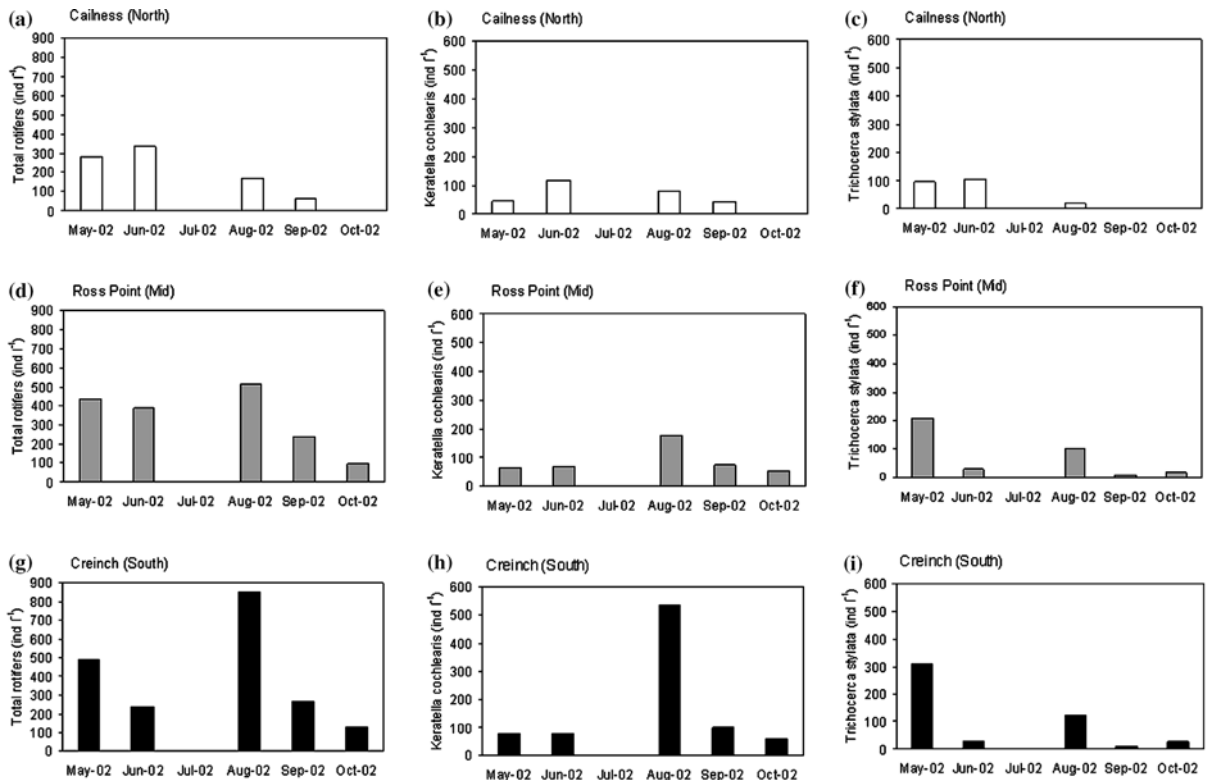 (a) Cailness (North)
Total rotifers (ind l⁻¹)
900
800
700
600
500
400
300
200
100
0
May-02 Jun-02 Jul-02 Aug-02 Sep-02 Oct-02
(b) Cailness (North)
Keratella cochlearis (ind l⁻¹)
600
500
400
300
200
100
0
May-02 Jun-02 Jul-02 Aug-02 Sep-02 Oct-02
(c) Cailness (North)
Trichocerca stylata (ind l⁻¹)
600
500
400
300
200
100
0
May-02 Jun-02 Jul-02 Aug-02 Sep-02 Oct-02
(d) Ross Point (Mid)
Total rotifers (ind l⁻¹)
900
800
700
600
500
400
300
200
100
0
May-02 Jun-02 Jul-02 Aug-02 Sep-02 Oct-02
(e) Ross Point (Mid)
Keratella cochlearis (ind l⁻¹)
600
500
400
300
200
100
0
May-02 Jun-02 Jul-02 Aug-02 Sep-02 Oct-02
(f) Ross Point (Mid)
Trichocerca stylata (ind l⁻¹)
600
500
400
300
200
100
0
May-02 Jun-02 Jul-02 Aug-02 Sep-02 Oct-02
(g) Creinch (South)
Total rotifers (ind l⁻¹)
900
800
700
600
500
400
300
200
100
0
May-02 Jun-02 Jul-02 Aug-02 Sep-02 Oct-02
(h) Creinch (South)
Keratella cochlearis (ind l⁻¹)
600
500
400
300
200
100
0
May-02 Jun-02 Jul-02 Aug-02 Sep-02 Oct-02
(i) Creinch (South)
Trichocerca stylata (ind l⁻¹)
600
500
400
300
200
100
0
May-02 Jun-02 Jul-02 Aug-02 Sep-02 Oct-02